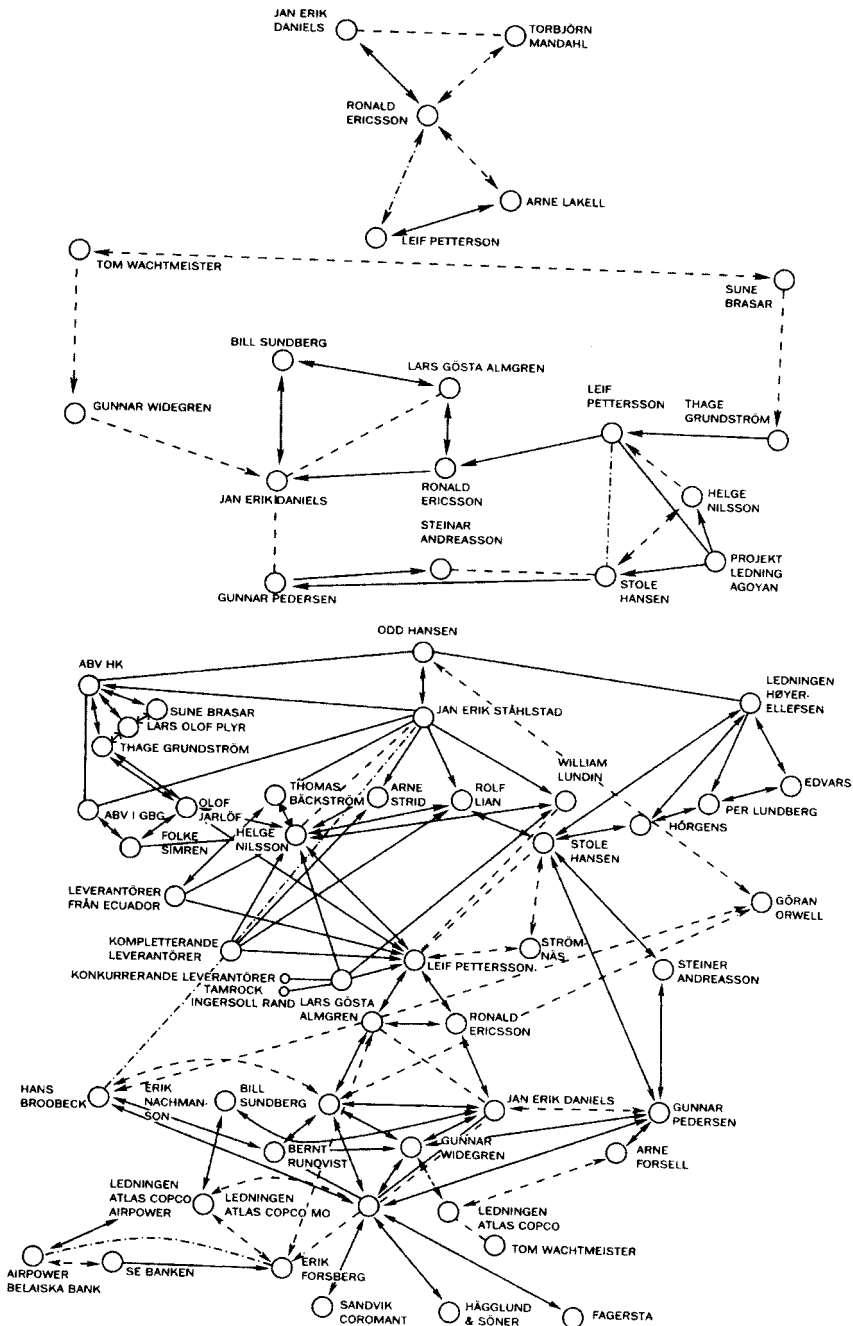 JAN ERIK
DANIELS
TORBJÖRN
MANDAHL
RONALD
ERICSSON
ARNE LAKELL
LEIF PETTERSON
TOM WACHTMEISTER
SUNE
BRASAR
BILL SUNDBERG
LARS GÖSTA ALMGREN
LEIF
PETTERSSON
THAGE
GRUNDSTRÖM
GUNNAR WIDEGREN
JAN ERIK DANIELS
RONALD
ERICSSON
HELGE
NILSSON
STEINAR
ANDREASSON
PROJEKT
LEDNING
AGOYAN
GUNNAR PEDERSEN
STOLE
HANSEN
ODD HANSEN
ABV HK
LEDNINGEN
HØYER-
ELLEFSEN
SUNE BRASAR
JAN ERIK STÅHLSTAD
LARS OLOF PLYR
THAGE GRUNDSTRÖM
WILLIAM
LUNDIN
THOMAS
BÄCKSTRÖM
ARNE
STRID
ROLF
LIAN
EDVARS
ABV I GBG
OLOF
JARLÖF
PER LUNDBERG
HÖRGENS
FOLKE
SIMREN
HELGE
NILSSON
STOLE
HANSEN
LEVERANTÖRER
FRÅN ECUADOR
GÖRAN
ORWELL
KOMPLETTERANDE
LEVERANTÖRER
LEIF PETTERSSON
STRÖM-
NÄS
STEINER
ANDREASSON
KONKURRERANDE LEVERANTÖRER
TAMROCK
INGERSOLL RAND
LARS GÖSTA
ALMGREN
RONALD
ERICSSON
HANS
BROOBECK
ERIK
NACHMAN-
SON
BILL
SUNDBERG
JAN ERIK DANIELS
GUNNAR
PEDERSEN
BERNT
RUNQVIST
GUNNAR
WIDEGREN
ARNE
FORSELL
LEDNINGEN
ATLAS COPCO
AIRPOWER
LEDNINGEN
ATLAS COPCO MO
LEDNINGEN
ATLAS COPCO
TOM WACHTMEISTER
AIRPOWER
BELAISKA BANK
SE BANKEN
ERIK
FORSBERG
SANDVIK
COROMANT
HÄGGLUND
& SÖNER
FAGERSTA